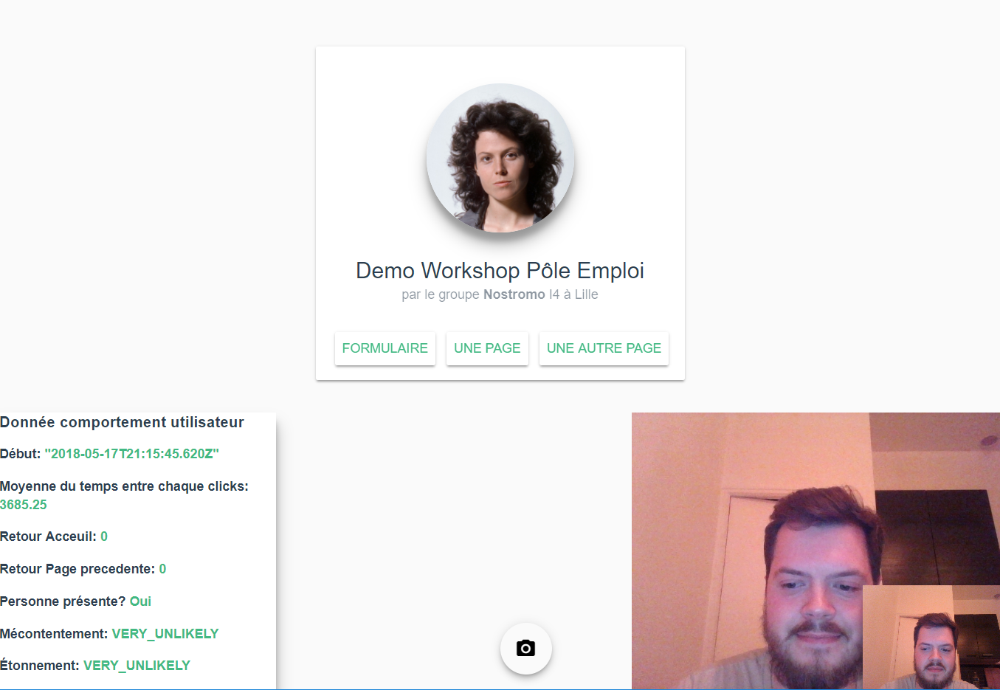 Demo Workshop Pôle Emploi
par le groupe Nostromo I4 à Lille
FORMULAIRE
UNE PAGE
UNE AUTRE PAGE
Donnée comportement utilisateur
Début: "2018-05-17T21:15:45.620Z"
Moyenne du temps entre chaque clicks:
3685.25
Retour Acceuil: 0
Retour Page precedente: 0
Personne présente? Oui
Mécontentement: VERY_UNLIKELY
Étonnement: VERY_UNLIKELY